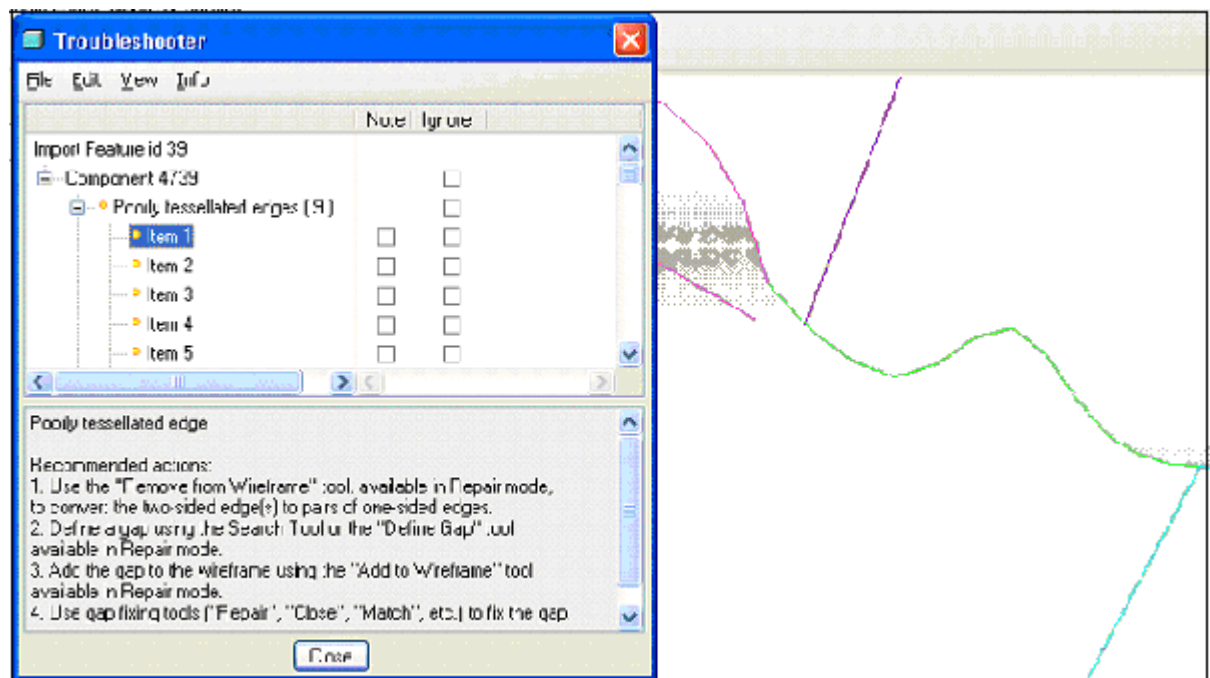 Troubleshooter
File Edit View Info
Note Ignore
Import Feature id 39
Component 4739
Poorly tessellated edges
Item 1
Item 2
Item 3
Item 4
Item 5
Poorly tessellated edge
Recommended actions:
1. Use the "Remove from Wireframe" tool, available in Repair mode,
to convert the two-sided edge(s) to pairs of one-sided edges.
2. Define a gap using the Search Tool or the "Define Gap" tool
available in Repair mode.
3. Add the gap to the wireframe using the "Add to Wireframe" tool
available in Repair mode.
4. Use gap fixing tools ("Repair", "Close", "Match", etc.) to fix the gap
Close